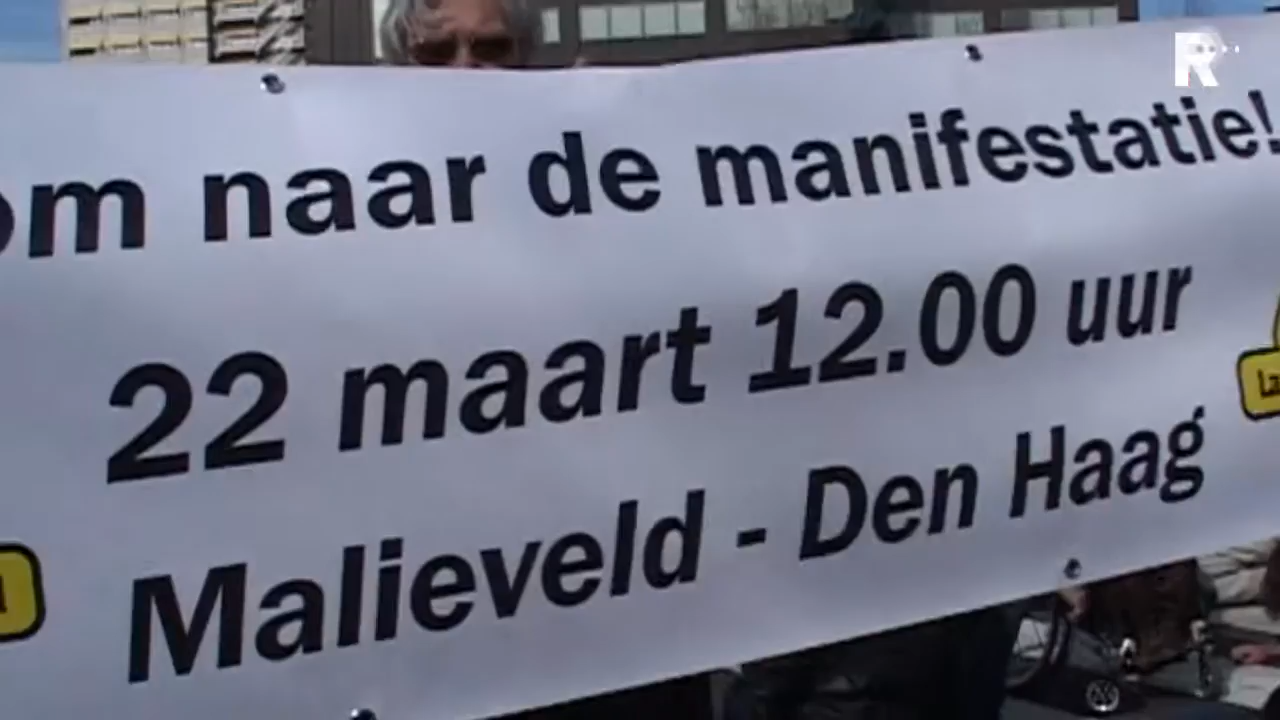 R
om naar de manifestatie!
22 maart 12.00 uur
Malieveld - Den Haag